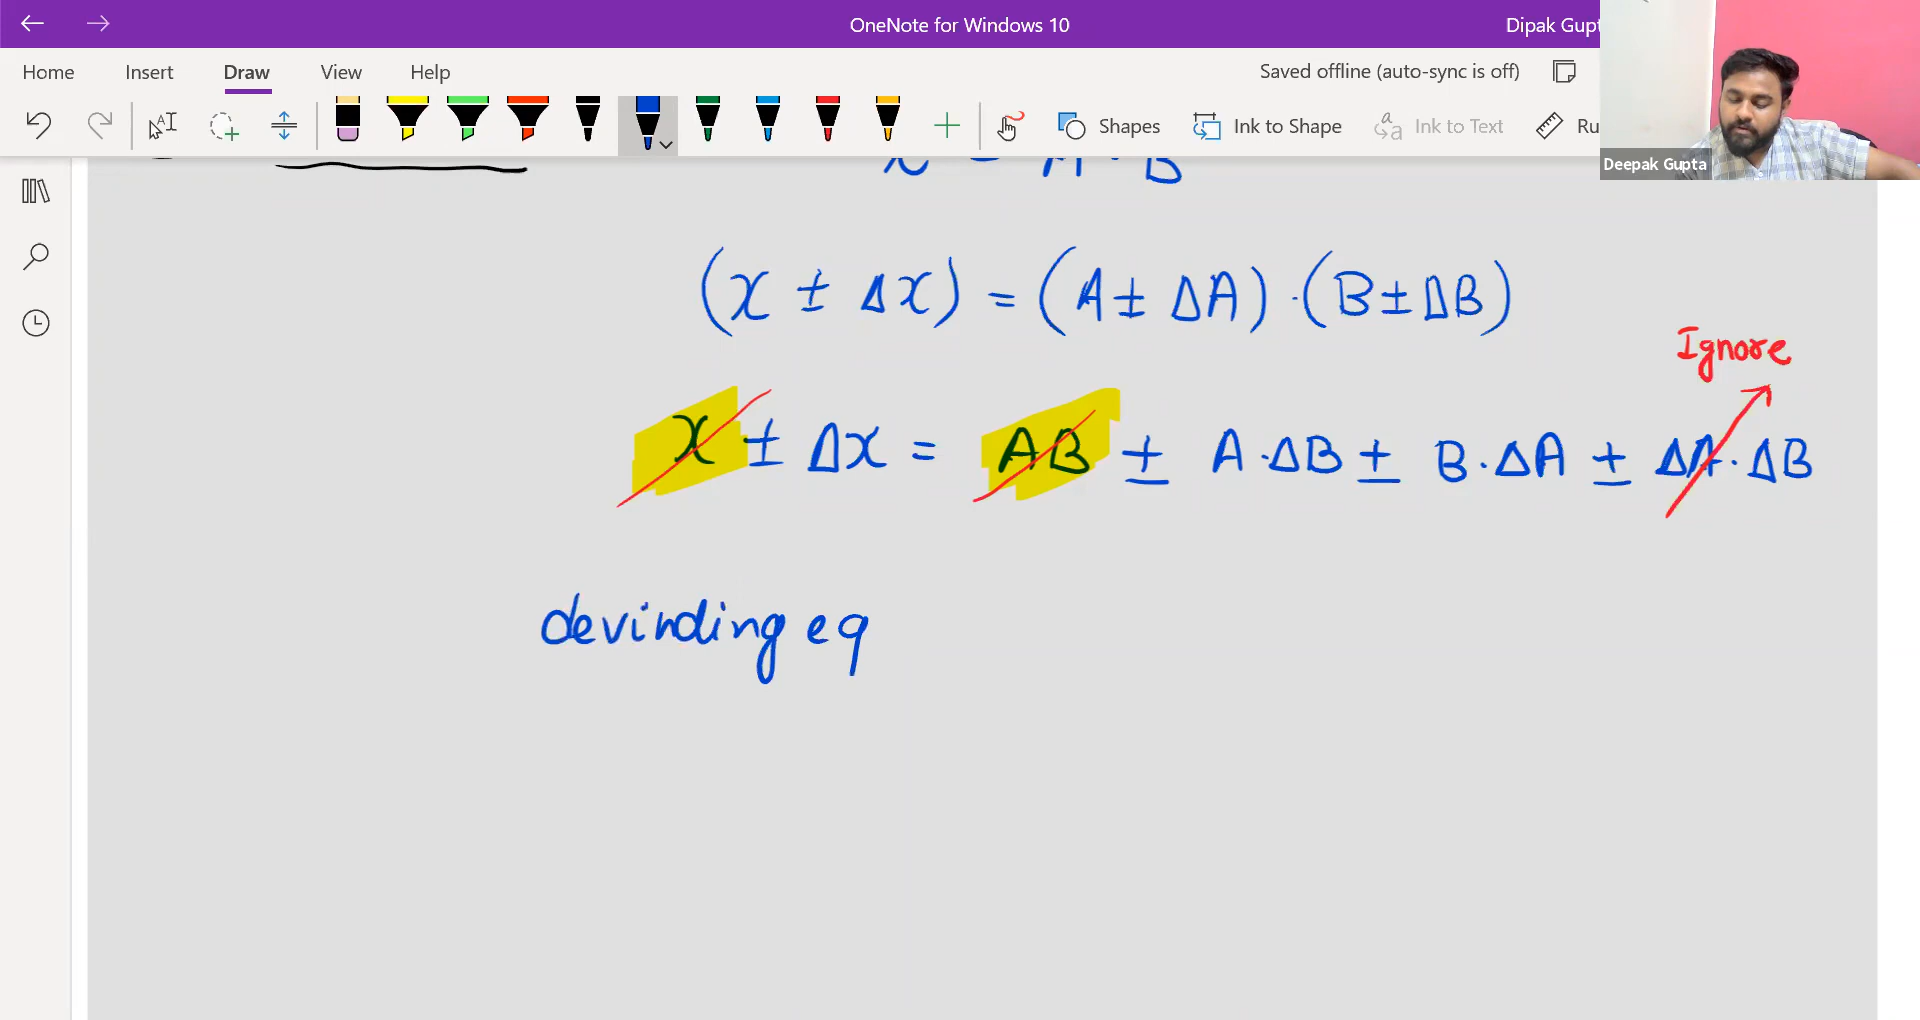 OneNote for Windows 10
Dipak Gupt
Home Insert Draw View Help
Saved offline (auto-sync is off)
Shapes Ink to Shape Ink to Text Ru
Deepak Gupta
x = A · B
(x ± Δx) = (A ± ΔA) · (B ± ΔB)
Ignore
x ± Δx = AB ± A · ΔB ± B · ΔA ± ΔA · ΔB
devinding eq